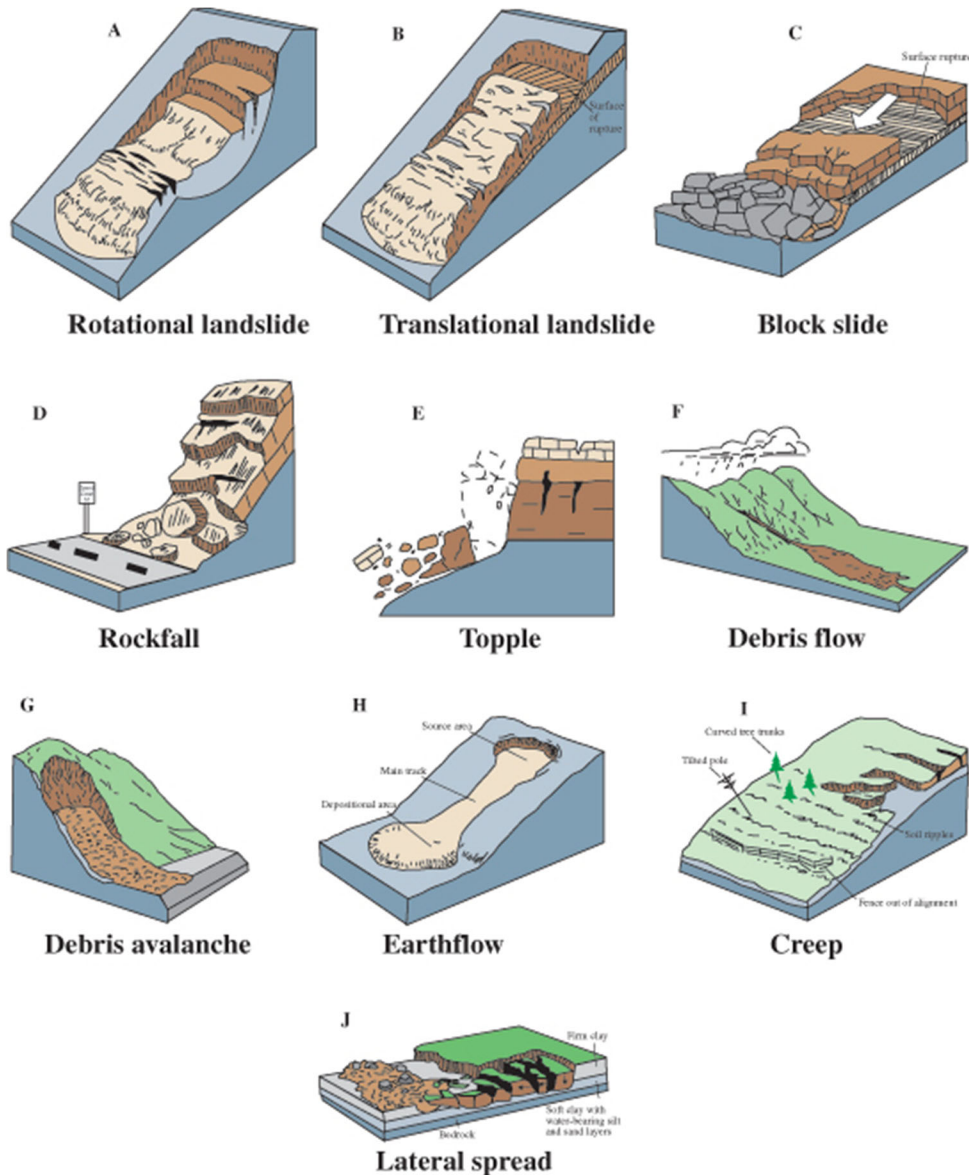 A
B
C
Surface rupture
Surface
of
rupture
Rotational landslide
Translational landslide
Block slide
D
E
F
Rockfall
Topple
Debris flow
G
H
I
Source area
Curved tree trunks
Tilted pole
Main track
Depositional area
Soil ripples
Fence out of alignment
Debris avalanche
Earthflow
Creep
J
Firm clay
Soft clay with
water-bearing silt
and sand layers
Bedrock
Lateral spread